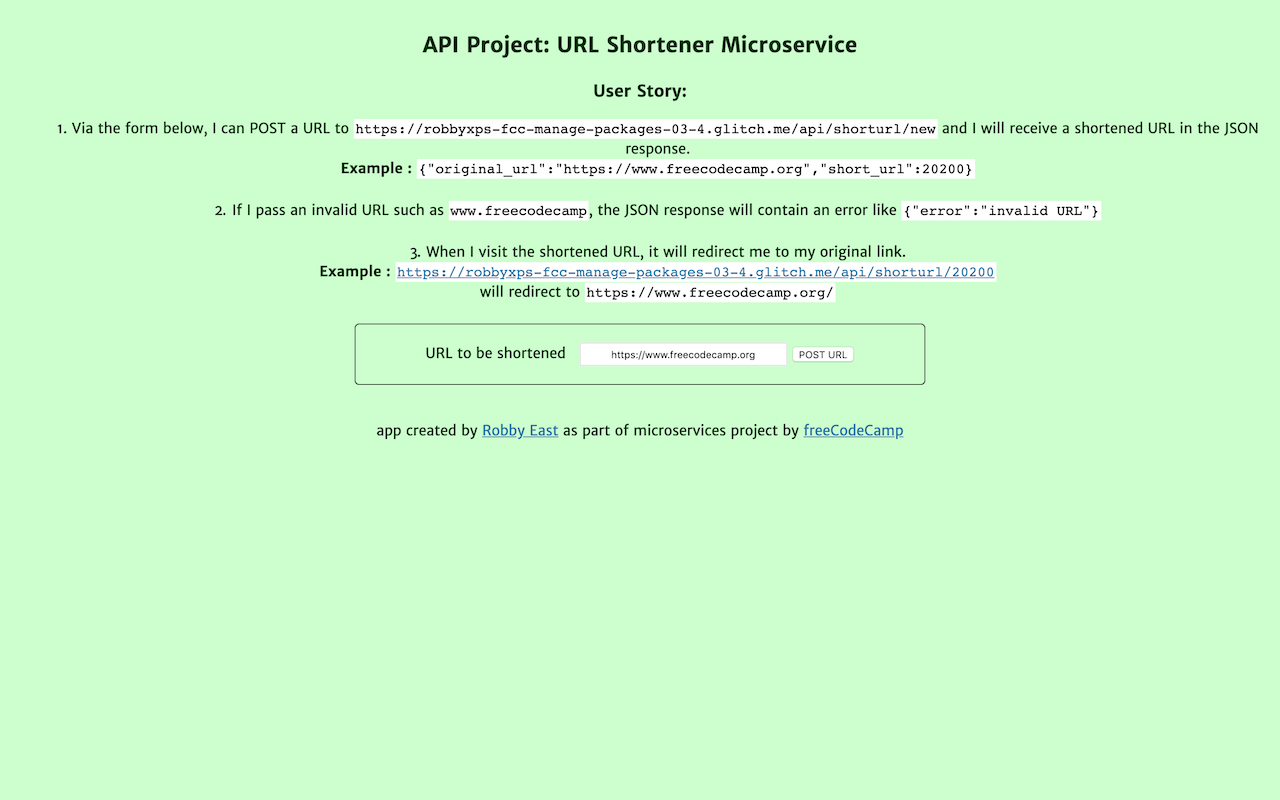 API Project: URL Shortener Microservice
User Story:
1. Via the form below, I can POST a URL to https://robbyxps-fcc-manage-packages-03-4.glitch.me/api/shorturl/new and I will receive a shortened URL in the JSON
response.
Example : {"original_url":"https://www.freecodecamp.org","short_url":20200}
2. If I pass an invalid URL such as www.freecodecamp, the JSON response will contain an error like {"error":"invalid URL"}
3. When I visit the shortened URL, it will redirect me to my original link.
Example : https://robbyxps-fcc-manage-packages-03-4.glitch.me/api/shorturl/20200
will redirect to https://www.freecodecamp.org/
URL to be shortened https://www.freecodecamp.org POST URL
app created by Robby East as part of microservices project by freeCodeCamp